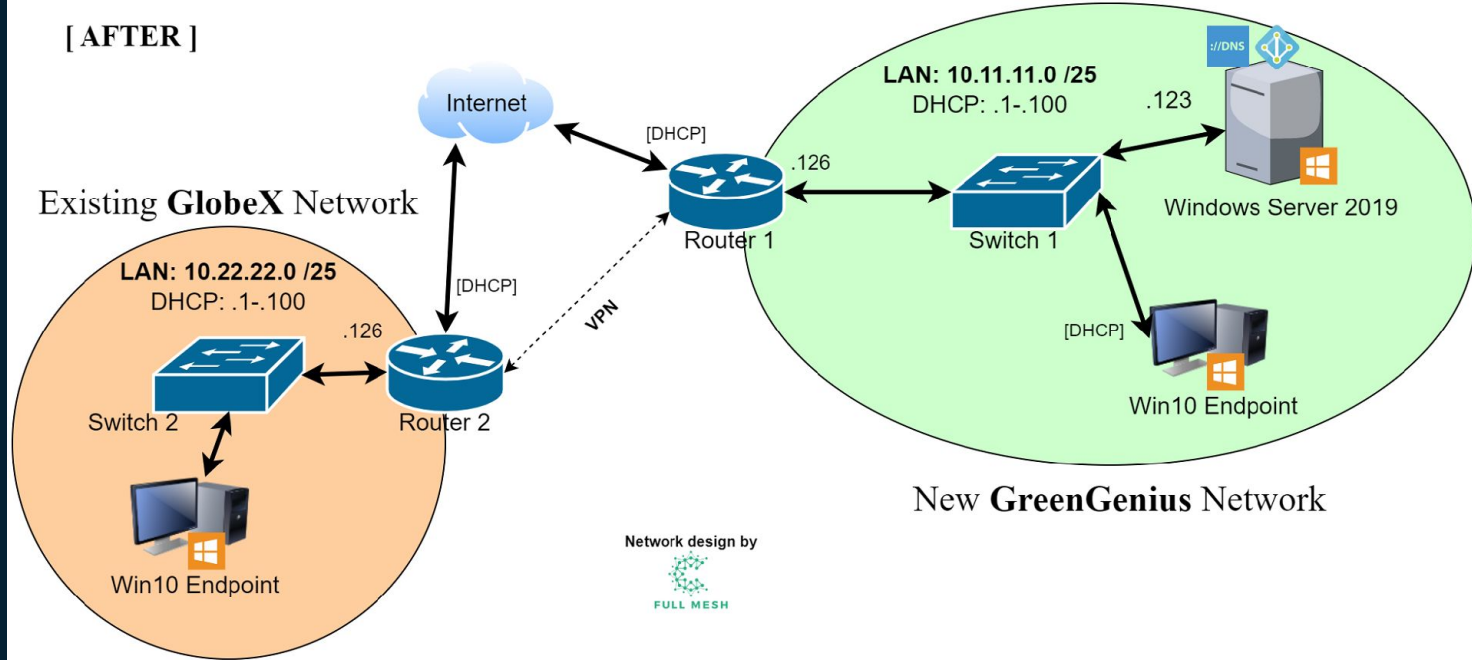 [ AFTER ]
Internet
[DHCP]
LAN: 10.11.11.0 /25
DHCP: .1-.100
://DNS
.123
.126
Router 1
Switch 1
Windows Server 2019
[DHCP]
Win10 Endpoint
New GreenGenius Network
Existing GlobeX Network
LAN: 10.22.22.0 /25
DHCP: .1-.100
[DHCP]
.126
VPN
Switch 2
Router 2
Win10 Endpoint
Network design by
FULL MESH